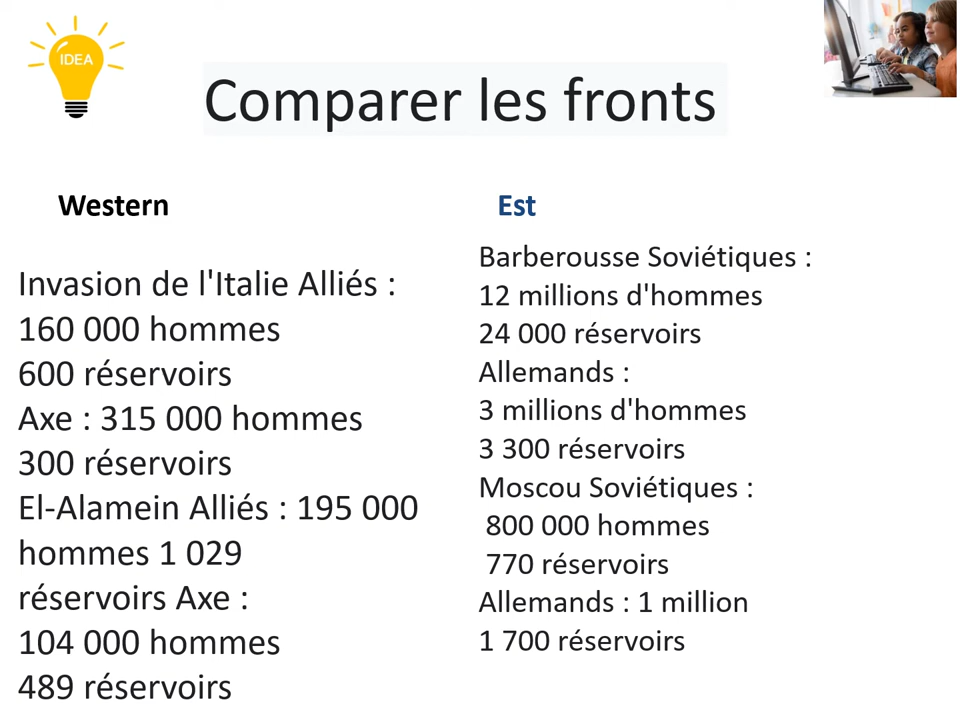 IDEA
Comparer les fronts
Western
Invasion de l'Italie Alliés :
160 000 hommes
600 réservoirs
Axe : 315 000 hommes
300 réservoirs
El-Alamein Alliés : 195 000
hommes 1 029
réservoirs Axe :
104 000 hommes
489 réservoirs
Est
Barberousse Soviétiques :
12 millions d'hommes
24 000 réservoirs
Allemands :
3 millions d'hommes
3 300 réservoirs
Moscou Soviétiques :
800 000 hommes
770 réservoirs
Allemands : 1 million
1 700 réservoirs